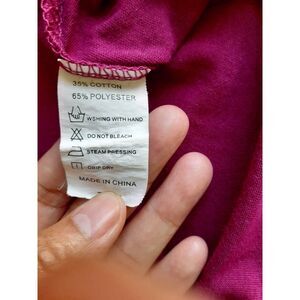 35% COTTON
65% POLYESTER
WSHING WITH HAND
DO NOT BLEACH
STEAM PRESSING
DRIP DRY
MADE IN CHINA